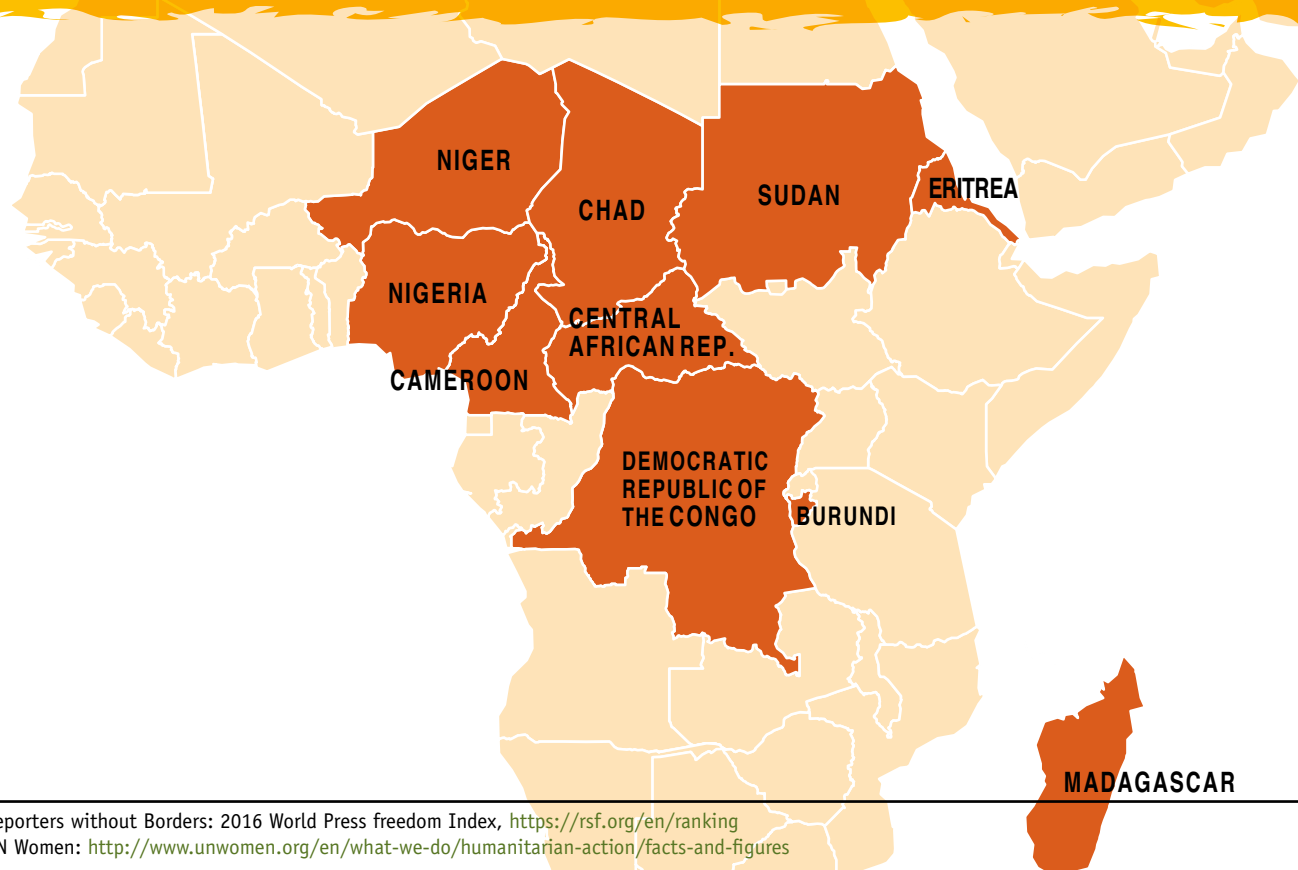 NIGER
CHAD
SUDAN
ERITREA
NIGERIA
CENTRAL
AFRICAN REP.
CAMEROON
DEMOCRATIC
REPUBLIC OF
THE CONGO
BURUNDI
MADAGASCAR
eporters without Borders: 2016 World Press freedom Index, https://rsf.org/en/ranking
N Women: http://www.unwomen.org/en/what-we-do/humanitarian-action/facts-and-figures